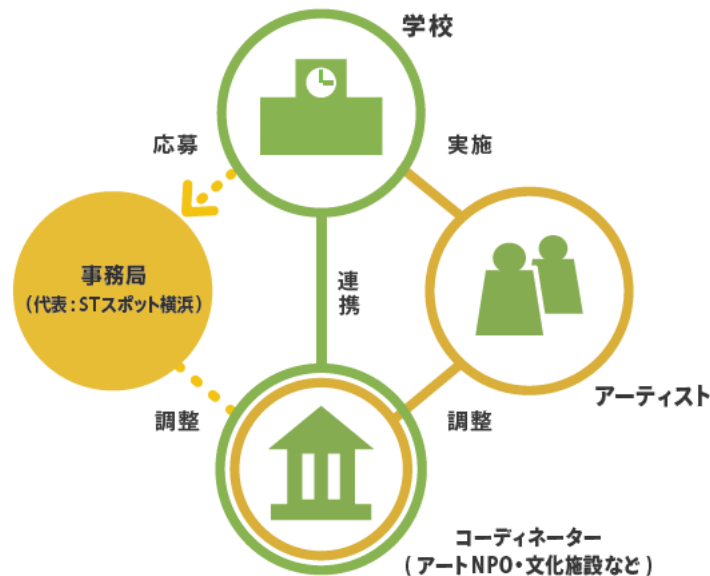 学校
応募
実施
事務局
（代表：STスポット横浜）
連携
アーティスト
調整
調整
コーディネーター
(アートNPO・文化施設など)